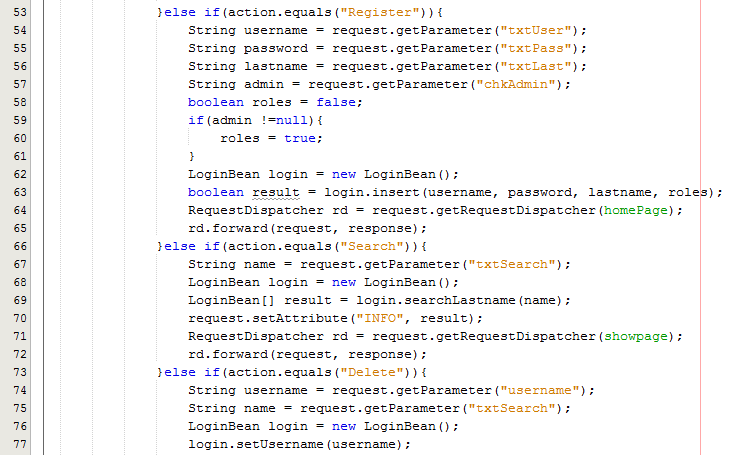 53 }else if(action.equals("Register")){
54 String username = request.getParameter("txtUser");
55 String password = request.getParameter("txtPass");
56 String lastname = request.getParameter("txtLast");
57 String admin = request.getParameter("chkAdmin");
58 boolean roles = false;
59 if(admin !=null){
60 roles = true;
61 }
62 LoginBean login = new LoginBean();
63 boolean result = login.insert(username, password, lastname, roles);
64 RequestDispatcher rd = request.getRequestDispatcher(homePage);
65 rd.forward(request, response);
66 }else if(action.equals("Search")){
67 String name = request.getParameter("txtSearch");
68 LoginBean login = new LoginBean();
69 LoginBean[] result = login.searchLastname(name);
70 request.setAttribute("INFO", result);
71 RequestDispatcher rd = request.getRequestDispatcher(showpage);
72 rd.forward(request, response);
73 }else if(action.equals("Delete")){
74 String username = request.getParameter("username");
75 String name = request.getParameter("txtSearch");
76 LoginBean login = new LoginBean();
77 login.setUsername(username);